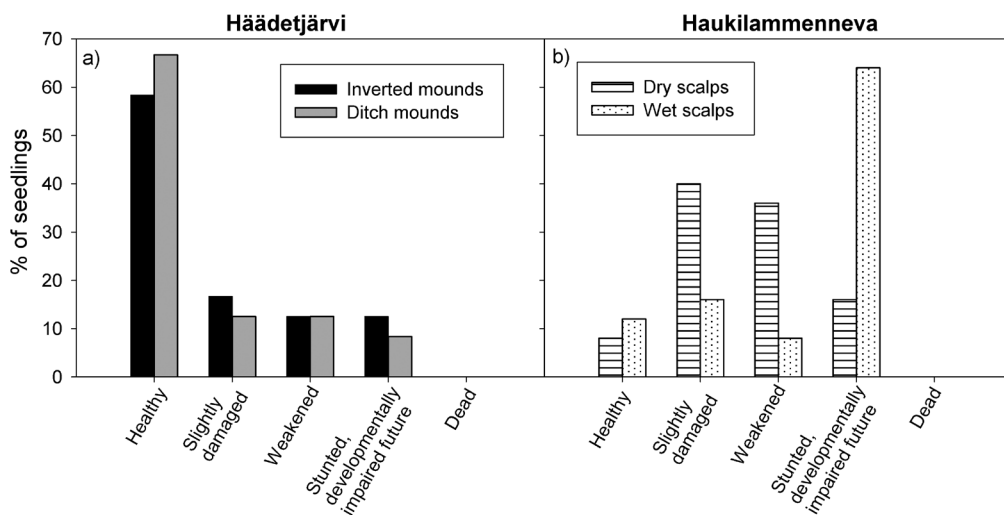 Häädetjärvi
Haukilammenneva
a)
b)
Inverted mounds
Ditch mounds
Dry scalps
Wet scalps
% of seedlings
70
60
50
40
30
20
10
0
Healthy
Slightly
damaged
Weakened
Stunted,
developmentally
impaired future
Dead
Healthy
Slightly
damaged
Weakened
Stunted,
developmentally
impaired future
Dead